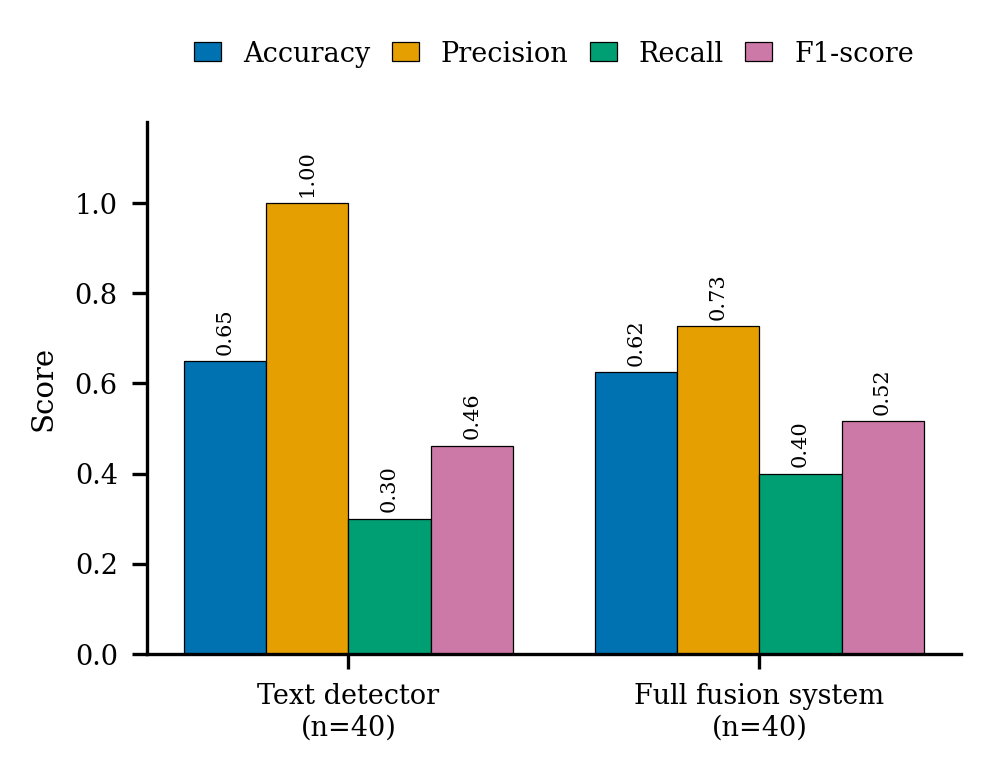 Accuracy Precision Recall F1-score
Score
1.0
0.8
0.6
0.4
0.2
0.0
0.65
1.00
0.30
0.46
0.62
0.73
0.40
0.52
Text detector
(n=40)
Full fusion system
(n=40)